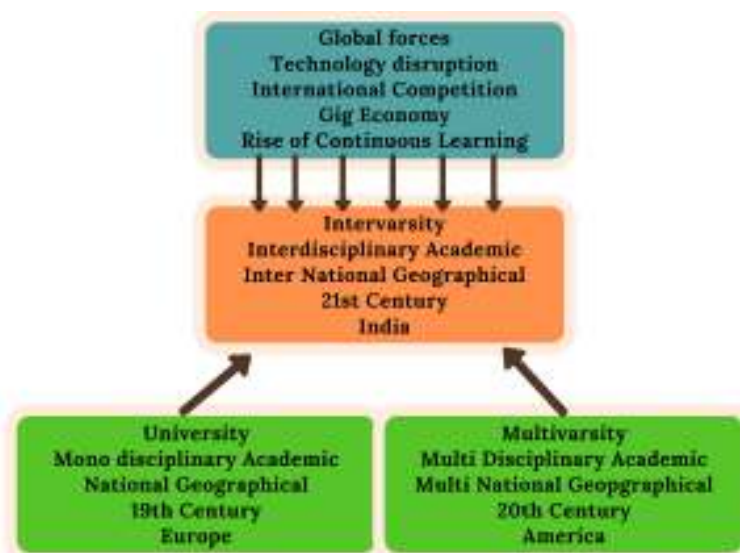 Global forces
Technology disruption
International Competition
Gig Economy
Rise of Continuous Learning
Intervarsity
Interdisciplinary Academic
Inter National Geographical
21st Century
India
University
Mono disciplinary Academic
National Geographical
19th Century
Europe
Multivarsity
Multi Disciplinary Academic
Multi National Geopgraphical
20th Century
America